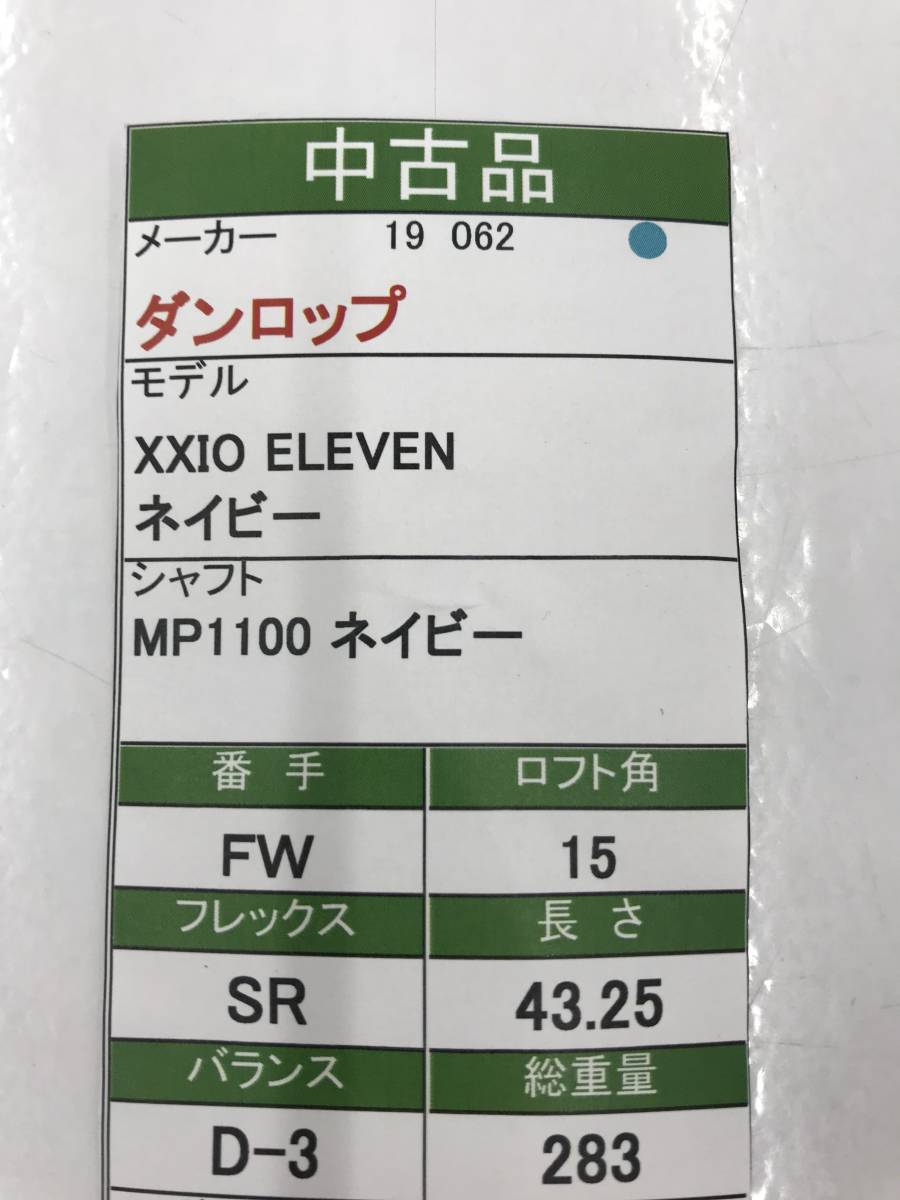 中古品
メーカー 19 062
ダンロップ
モデル
XXIO ELEVEN
ネイビー
シャフト
MP1100 ネイビー
番 手 ロフト角
FW 15
フレックス 長 さ
SR 43.25
バランス 総重量
D-3 283